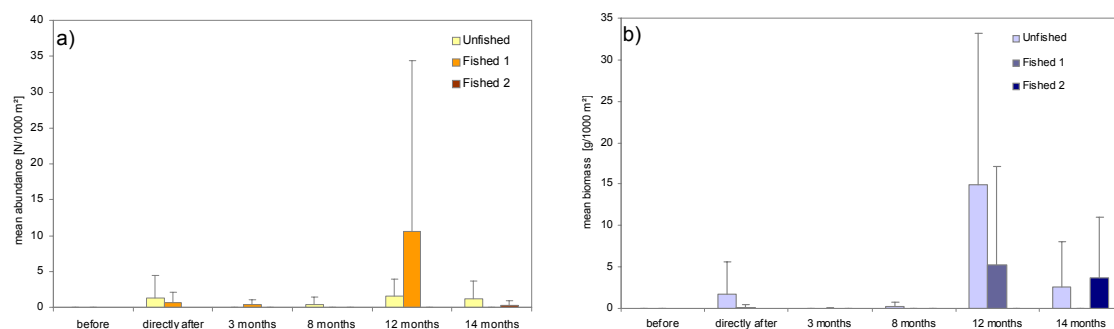 a)
mean abundance [N/1000 m²]
40
35
30
25
20
15
10
5
0
Unfished
Fished 1
Fished 2
before directly after 3 months 8 months 12 months 14 months
b)
mean biomass [g/1000 m²]
35
30
25
20
15
10
5
0
Unfished
Fished 1
Fished 2
before directly after 3 months 8 months 12 months 14 months